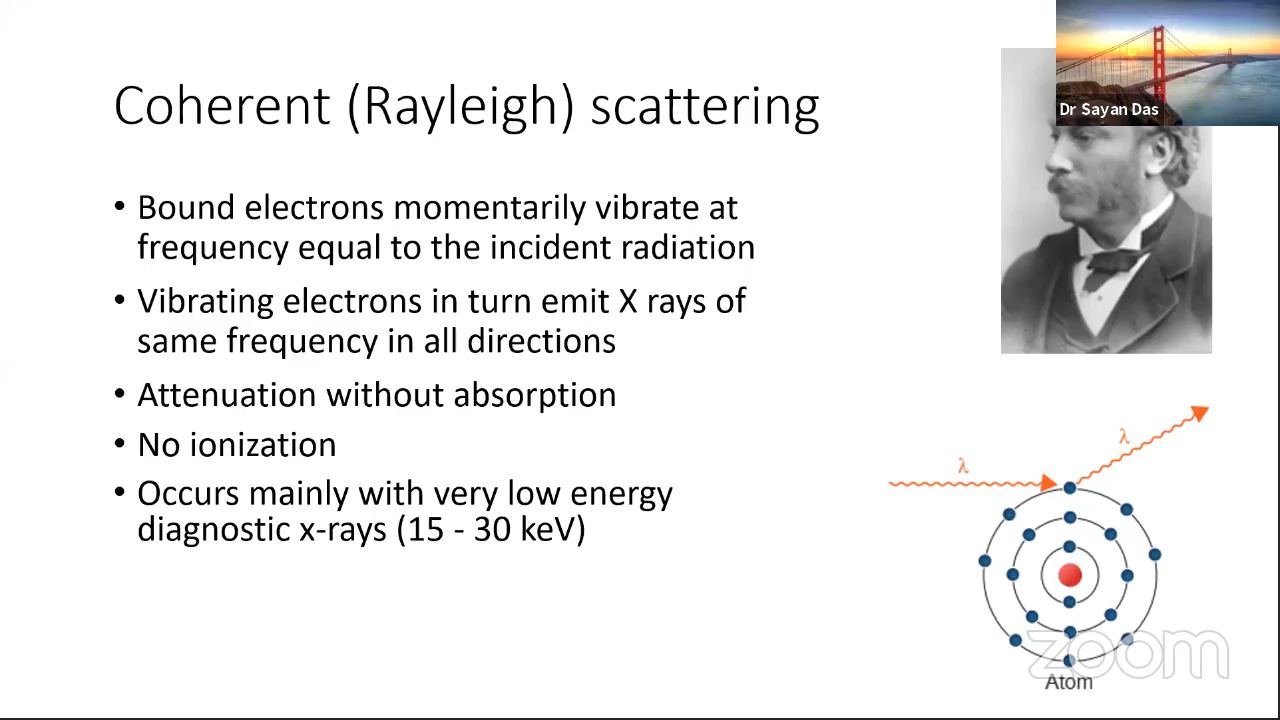 Dr Sayan Das
Coherent (Rayleigh) scattering
• Bound electrons momentarily vibrate at
frequency equal to the incident radiation
• Vibrating electrons in turn emit X rays of
same frequency in all directions
• Attenuation without absorption
• No ionization
• Occurs mainly with very low energy
diagnostic x-rays (15 - 30 keV)
λ
λ
zoom
Atom